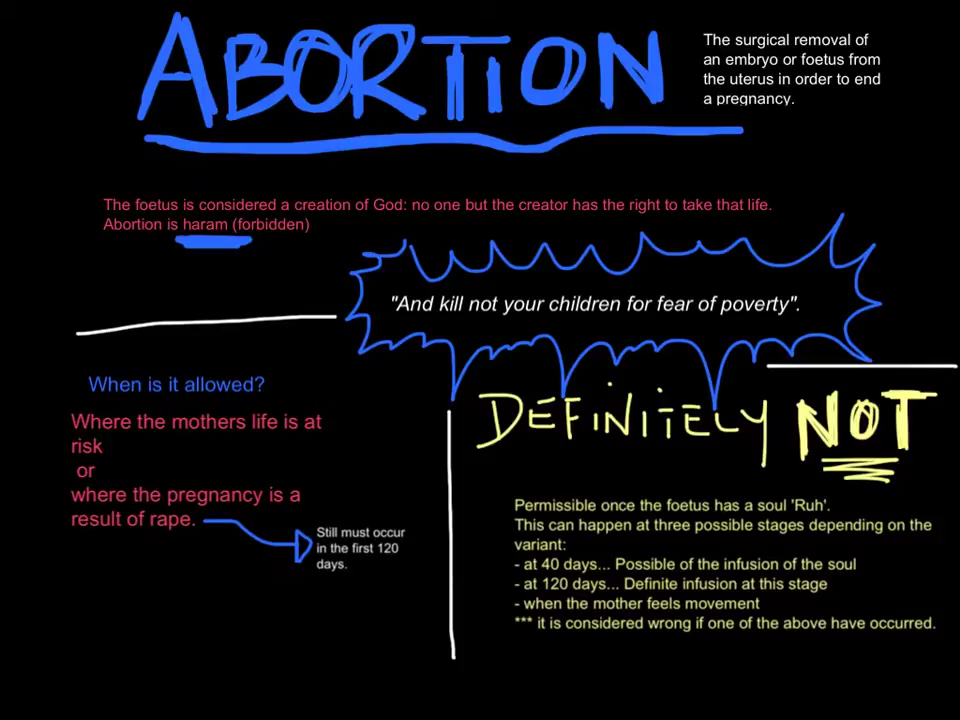 ABORTION
The surgical removal of
an embryo or foetus from
the uterus in order to end
a pregnancy.
The foetus is considered a creation of God: no one but the creator has the right to take that life.
Abortion is haram (forbidden)
"And kill not your children for fear of poverty".
When is it allowed?
Where the mothers life is at
risk
or
where the pregnancy is a
result of rape.
Still must occur
in the first 120
days.
DEFINITELY NOT
Permissible once the foetus has a soul 'Ruh'.
This can happen at three possible stages depending on the
variant:
- at 40 days... Possible of the infusion of the soul
- at 120 days... Definite infusion at this stage
- when the mother feels movement
*** it is considered wrong if one of the above have occurred.